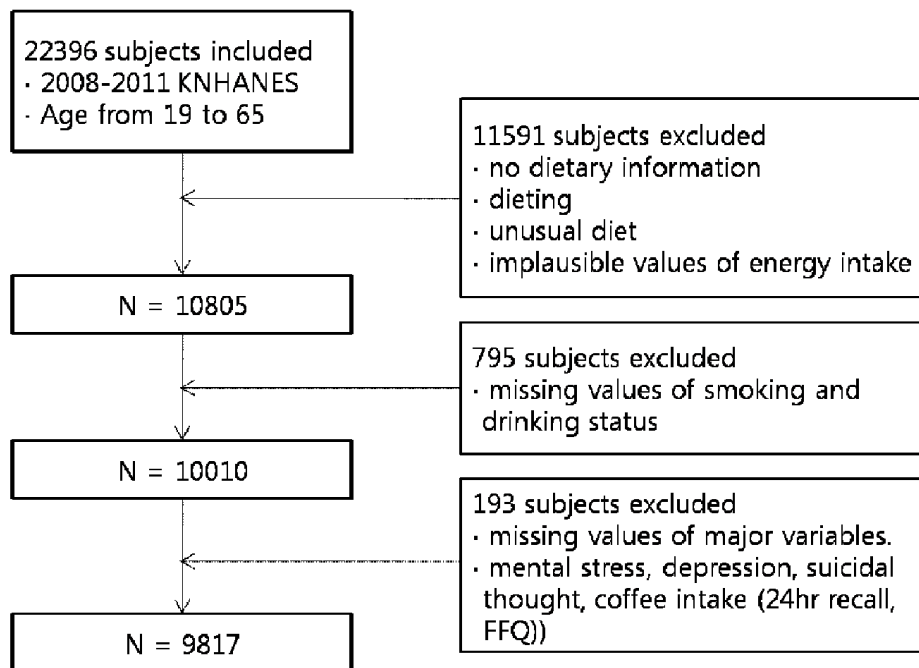 22396 subjects included
· 2008-2011 KNHANES
· Age from 19 to 65
11591 subjects excluded
· no dietary information
· dieting
· unusual diet
· implausible values of energy intake
N = 10805
795 subjects excluded
· missing values of smoking and
drinking status
N = 10010
193 subjects excluded
· missing values of major variables.
· mental stress, depression, suicidal
thought, coffee intake (24hr recall,
FFQ))
N = 9817